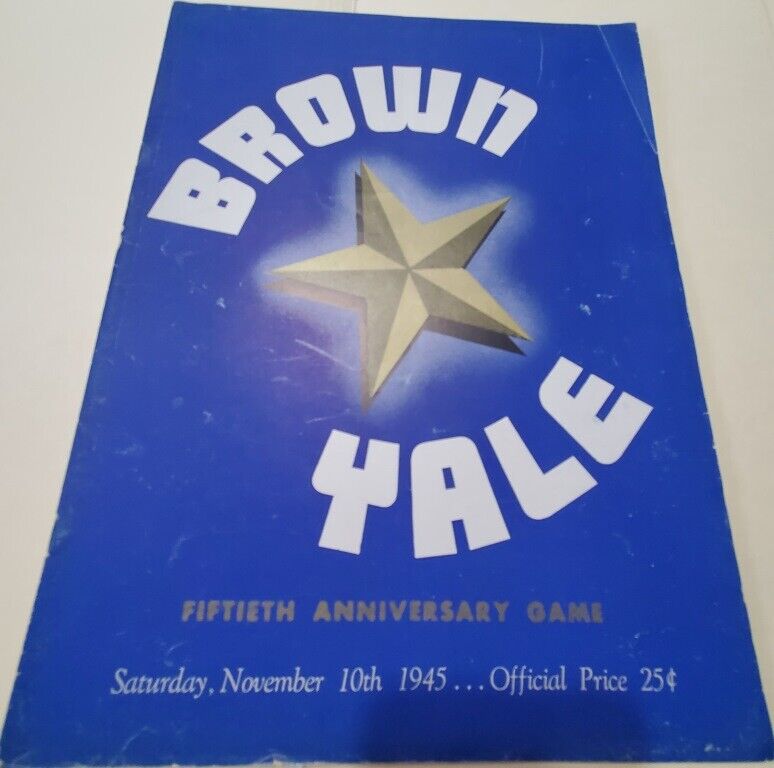 BROWN
YALE
FIFTIETH ANNIVERSARY GAME
Saturday, November 10th 1945...Official Price 25¢